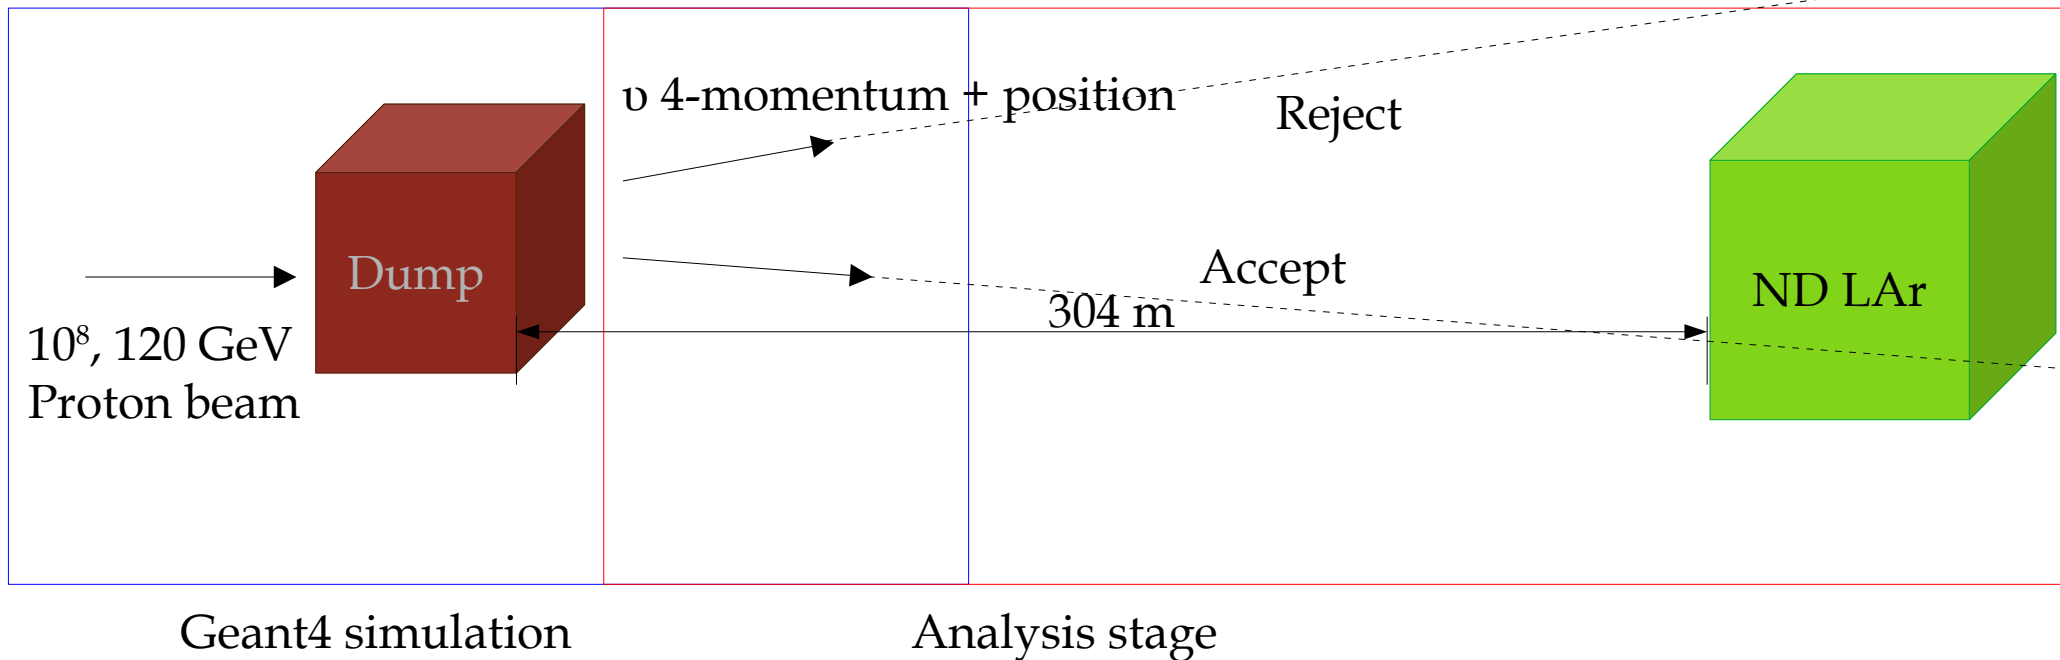 υ 4-momentum + position
Reject
Dump
Accept
ND LAr
304 m
10⁸, 120 GeV
Proton beam
Geant4 simulation
Analysis stage